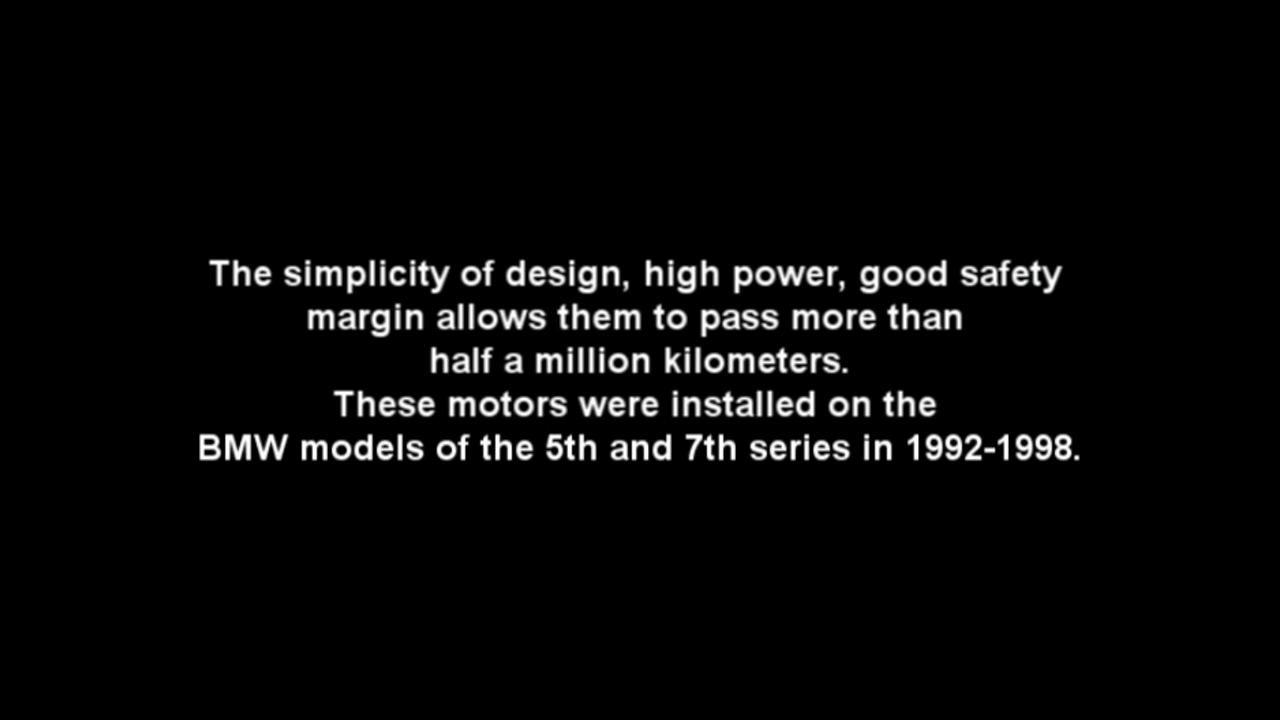 The simplicity of design, high power, good safety
margin allows them to pass more than
half a million kilometers.
These motors were installed on the
BMW models of the 5th and 7th series in 1992-1998.